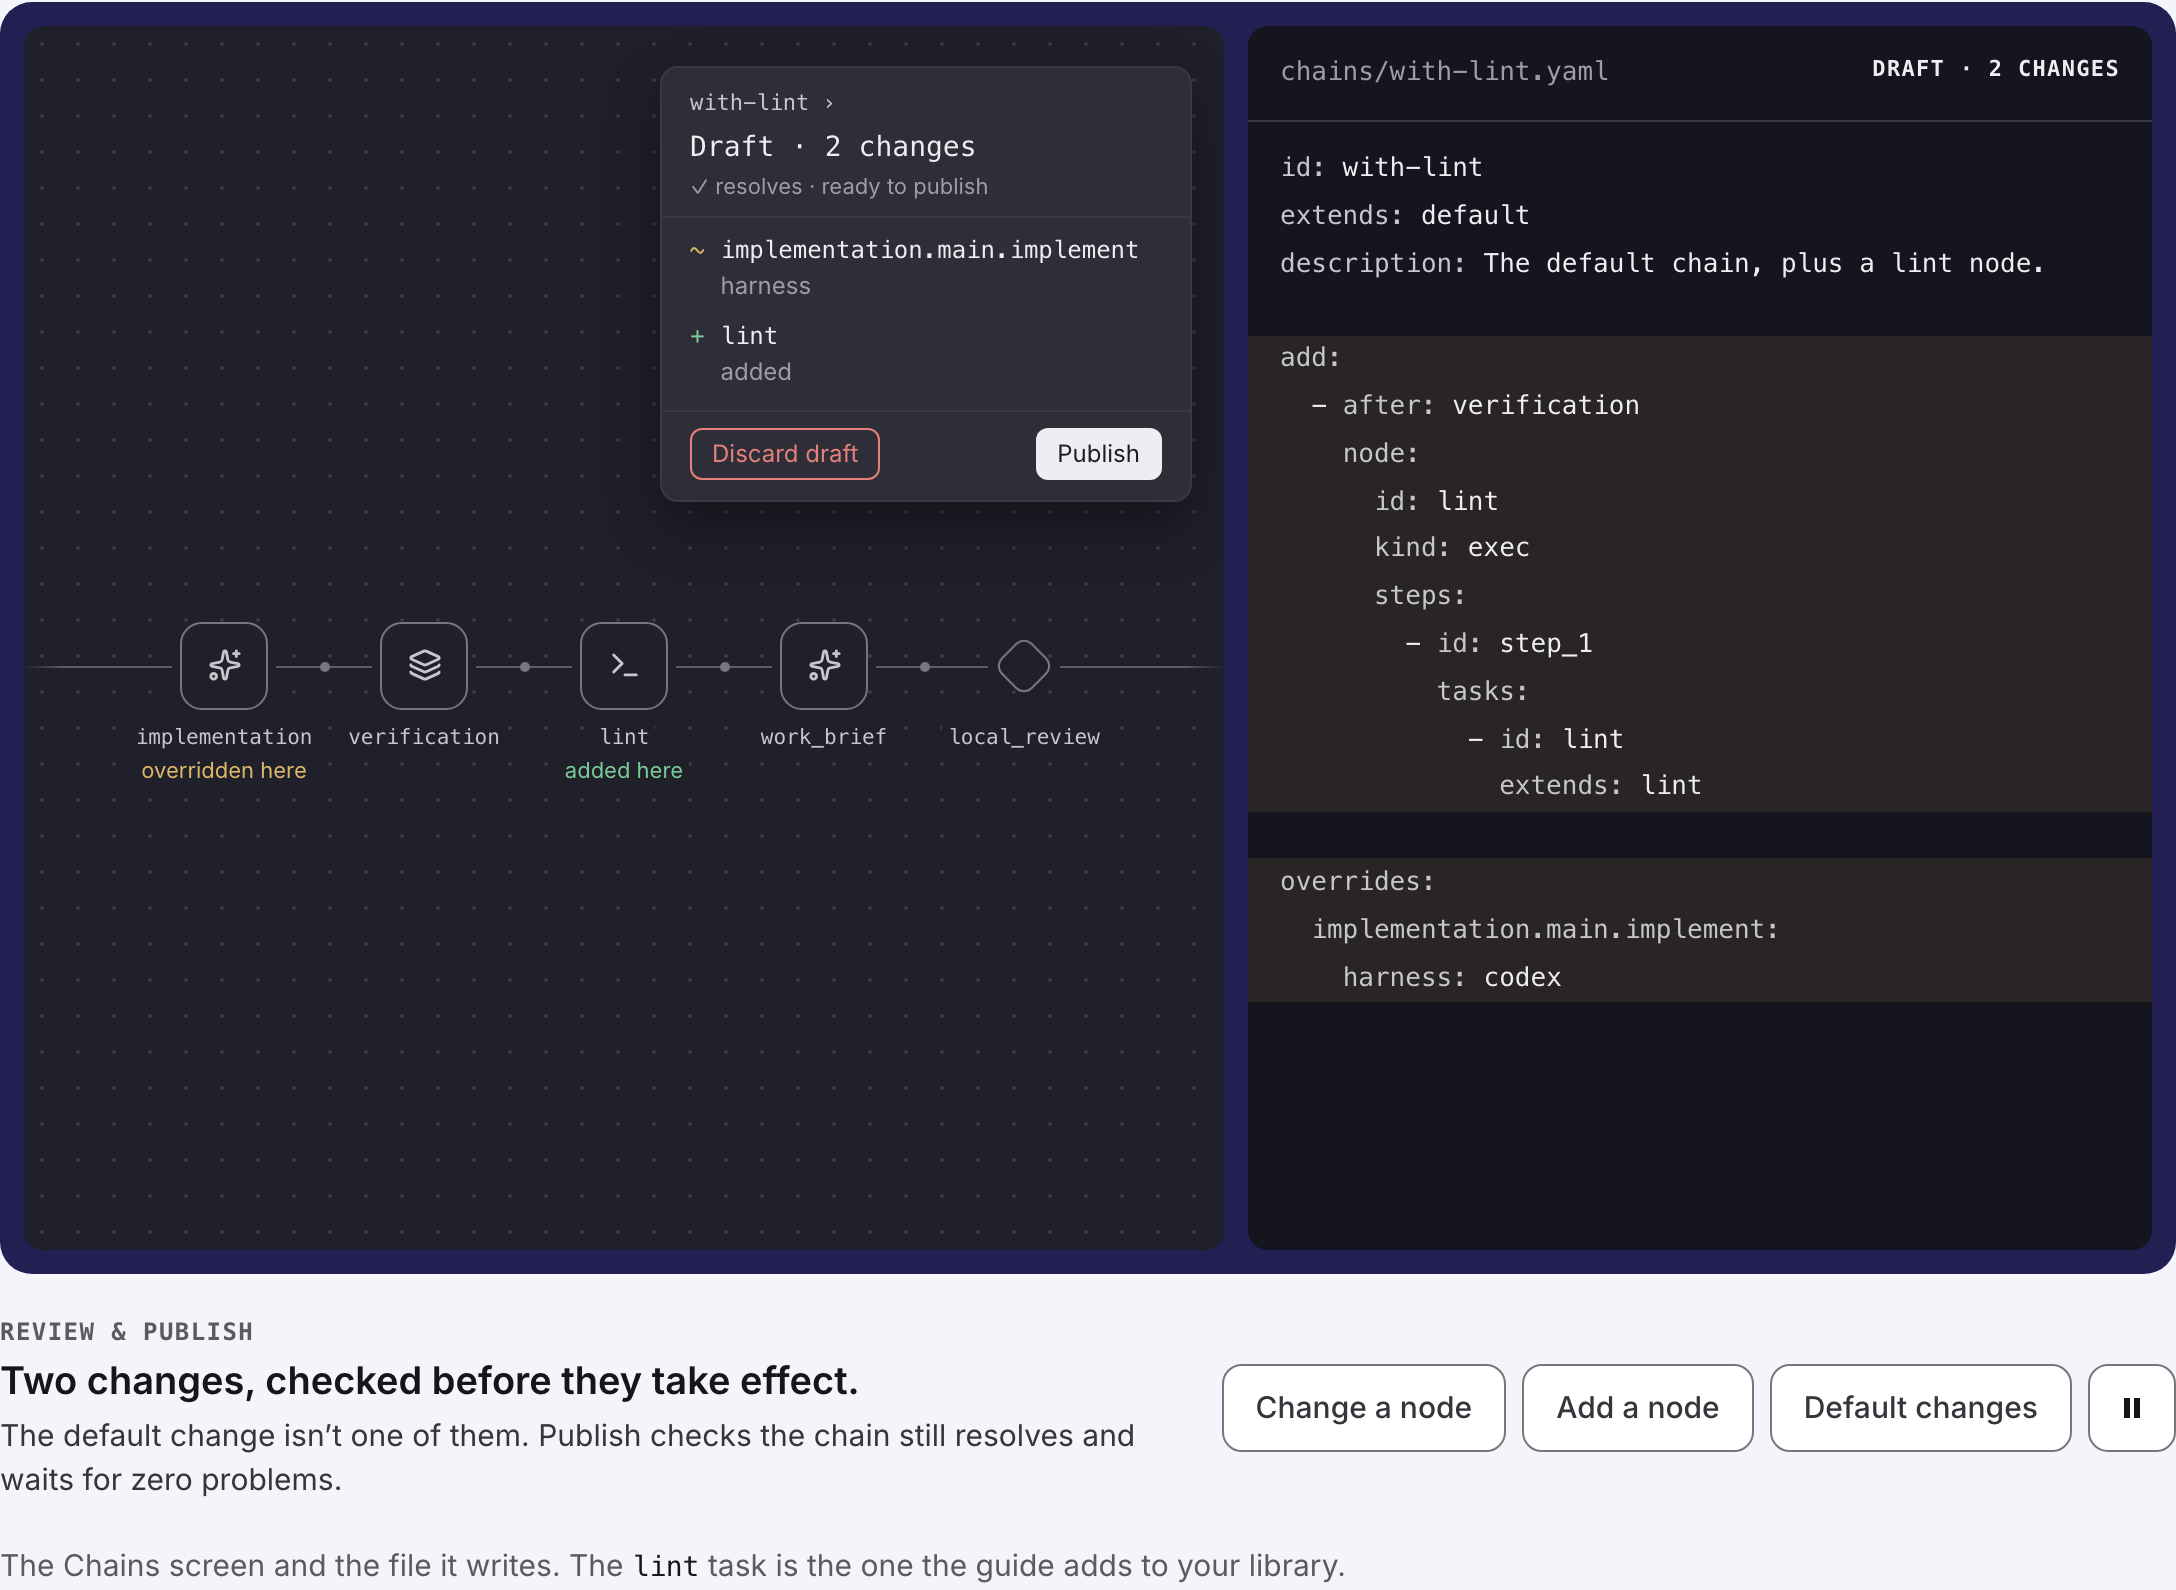 with-lint ›
Draft · 2 changes
✓ resolves · ready to publish
~ implementation.main.implement
harness
+ lint
added
Discard draft
Publish
implementation
verification
lint
work_brief
local_review
overridden here
added here
chains/with-lint.yaml
DRAFT · 2 CHANGES
id: with-lint
extends: default
description: The default chain, plus a lint node.
add:
  - after: verification
    node:
      id: lint
      kind: exec
      steps:
        - id: step_1
          tasks:
            - id: lint
              extends: lint
overrides:
  implementation.main.implement:
    harness: codex
REVIEW & PUBLISH
Two changes, checked before they take effect.
The default change isn’t one of them. Publish checks the chain still resolves and
waits for zero problems.
Change a node
Add a node
Default changes
The Chains screen and the file it writes. The lint task is the one the guide adds to your library.